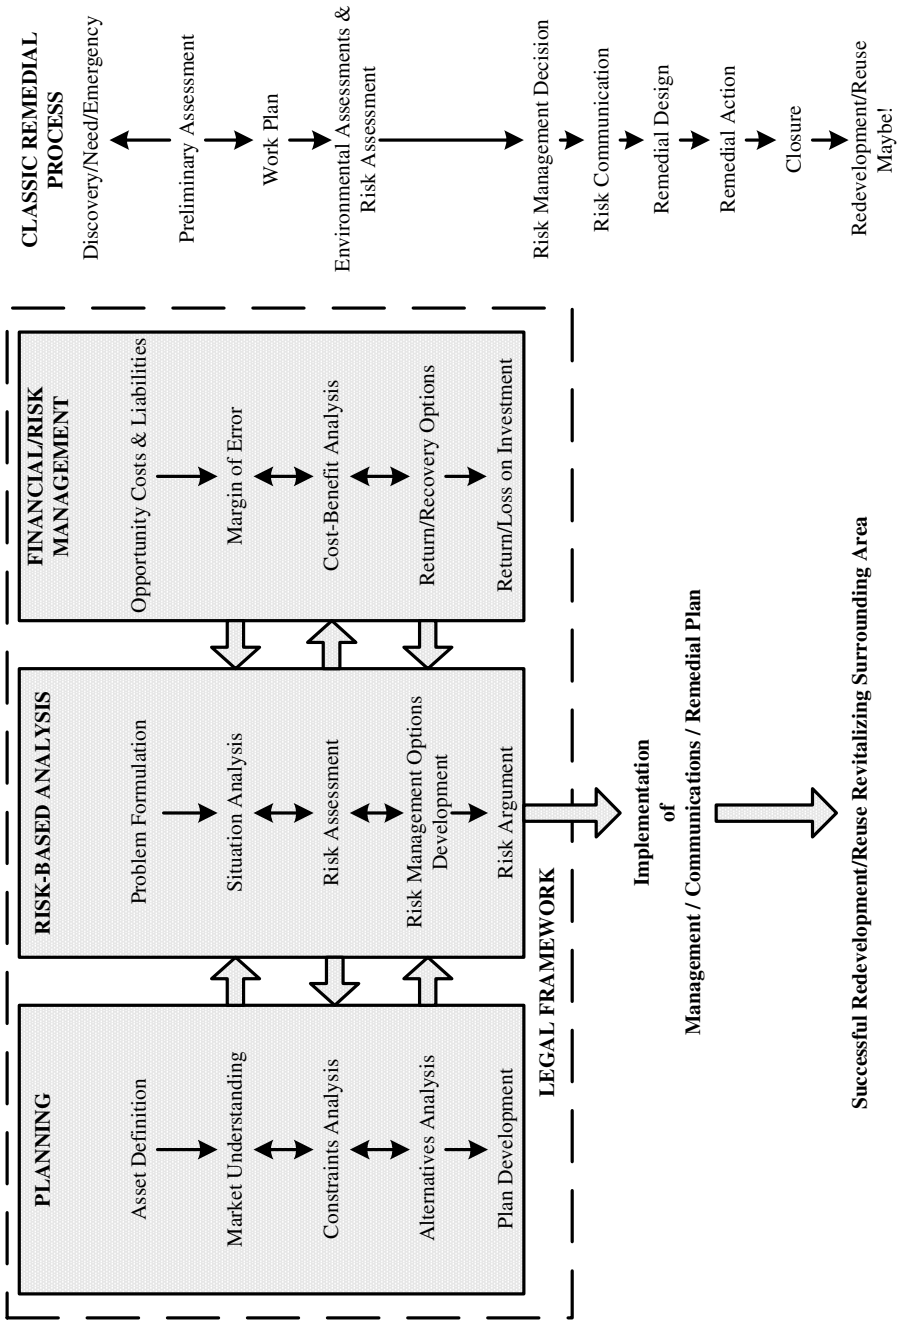 PLANNING
Asset Definition
Market Understanding
Constraints Analysis
Alternatives Analysis
Plan Development
RISK-BASED ANALYSIS
Problem Formulation
Situation Analysis
Risk Assessment
Risk Management Options
Development
Risk Argument
FINANCIAL/RISK
MANAGEMENT
Opportunity Costs & Liabilities
Margin of Error
Cost-Benefit Analysis
Return/Recovery Options
Return/Loss on Investment
LEGAL FRAMEWORK
Implementation
of
Management / Communications / Remedial Plan
Successful Redevelopment/Reuse Revitalizing Surrounding Area
CLASSIC REMEDIAL
PROCESS
Discovery/Need/Emergency
Preliminary Assessment
Work Plan
Environmental Assessments &
Risk Assessment
Risk Management Decision
Risk Communication
Remedial Design
Remedial Action
Closure
Redevelopment/Reuse
Maybe!